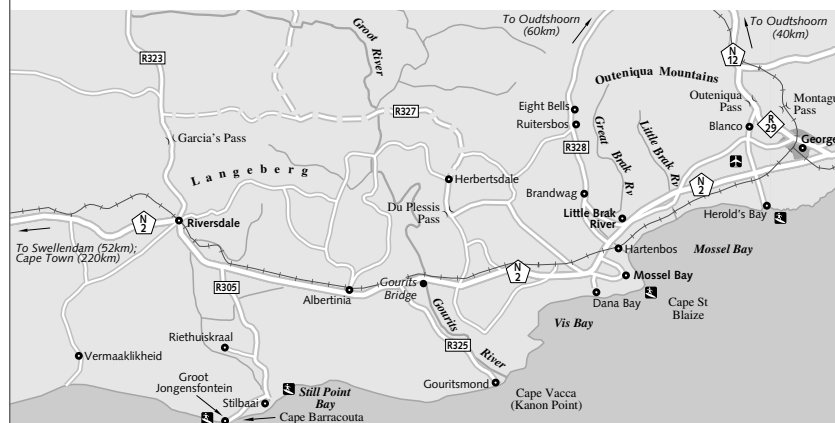 To Oudtshoorn
(60km)
To Oudtshoorn
(40km)
R323
Groot
River
N
12
Outeniqua Mountains
Outeniqua
Pass
Montagu
Pass
Eight Bells
Ruitersbos
R327
Great
Brak Rv
Little Brak Rv
Blanco
R
29
George
Garcia's Pass
R328
Langeberg
Herbertsdale
Brandwag
N
2
Du Plessis
Pass
Little Brak
River
Herold's Bay
N
2
Riversdale
To Swellendam (52km);
Cape Town (220km)
Hartenbos
Mossel Bay
N
2
Mossel Bay
R305
Albertinia
Gourits
Bridge
Dana Bay
Cape St
Blaize
Gourits
River
Vis Bay
Riethuiskraal
R325
Vermaaklikheid
Groot
Jongensfontein
Still Point
Bay
Gouritsmond
Cape Vacca
(Kanon Point)
Stilbaai
Cape Barracouta